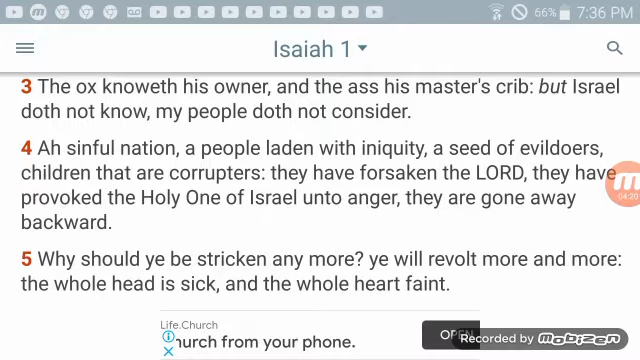 66% 7:36 PM
Isaiah 1
3 The ox knoweth his owner, and the ass his master's crib: but Israel
doth not know, my people doth not consider.
4 Ah sinful nation, a people laden with iniquity, a seed of evildoers,
children that are corrupters: they have forsaken the LORD, they have
provoked the Holy One of Israel unto anger, they are gone away
backward.
04:20
5 Why should ye be stricken any more? ye will revolt more and more:
the whole head is sick, and the whole heart faint.
Life.Church
hurch from your phone.
OPEN
Recorded by mobizen